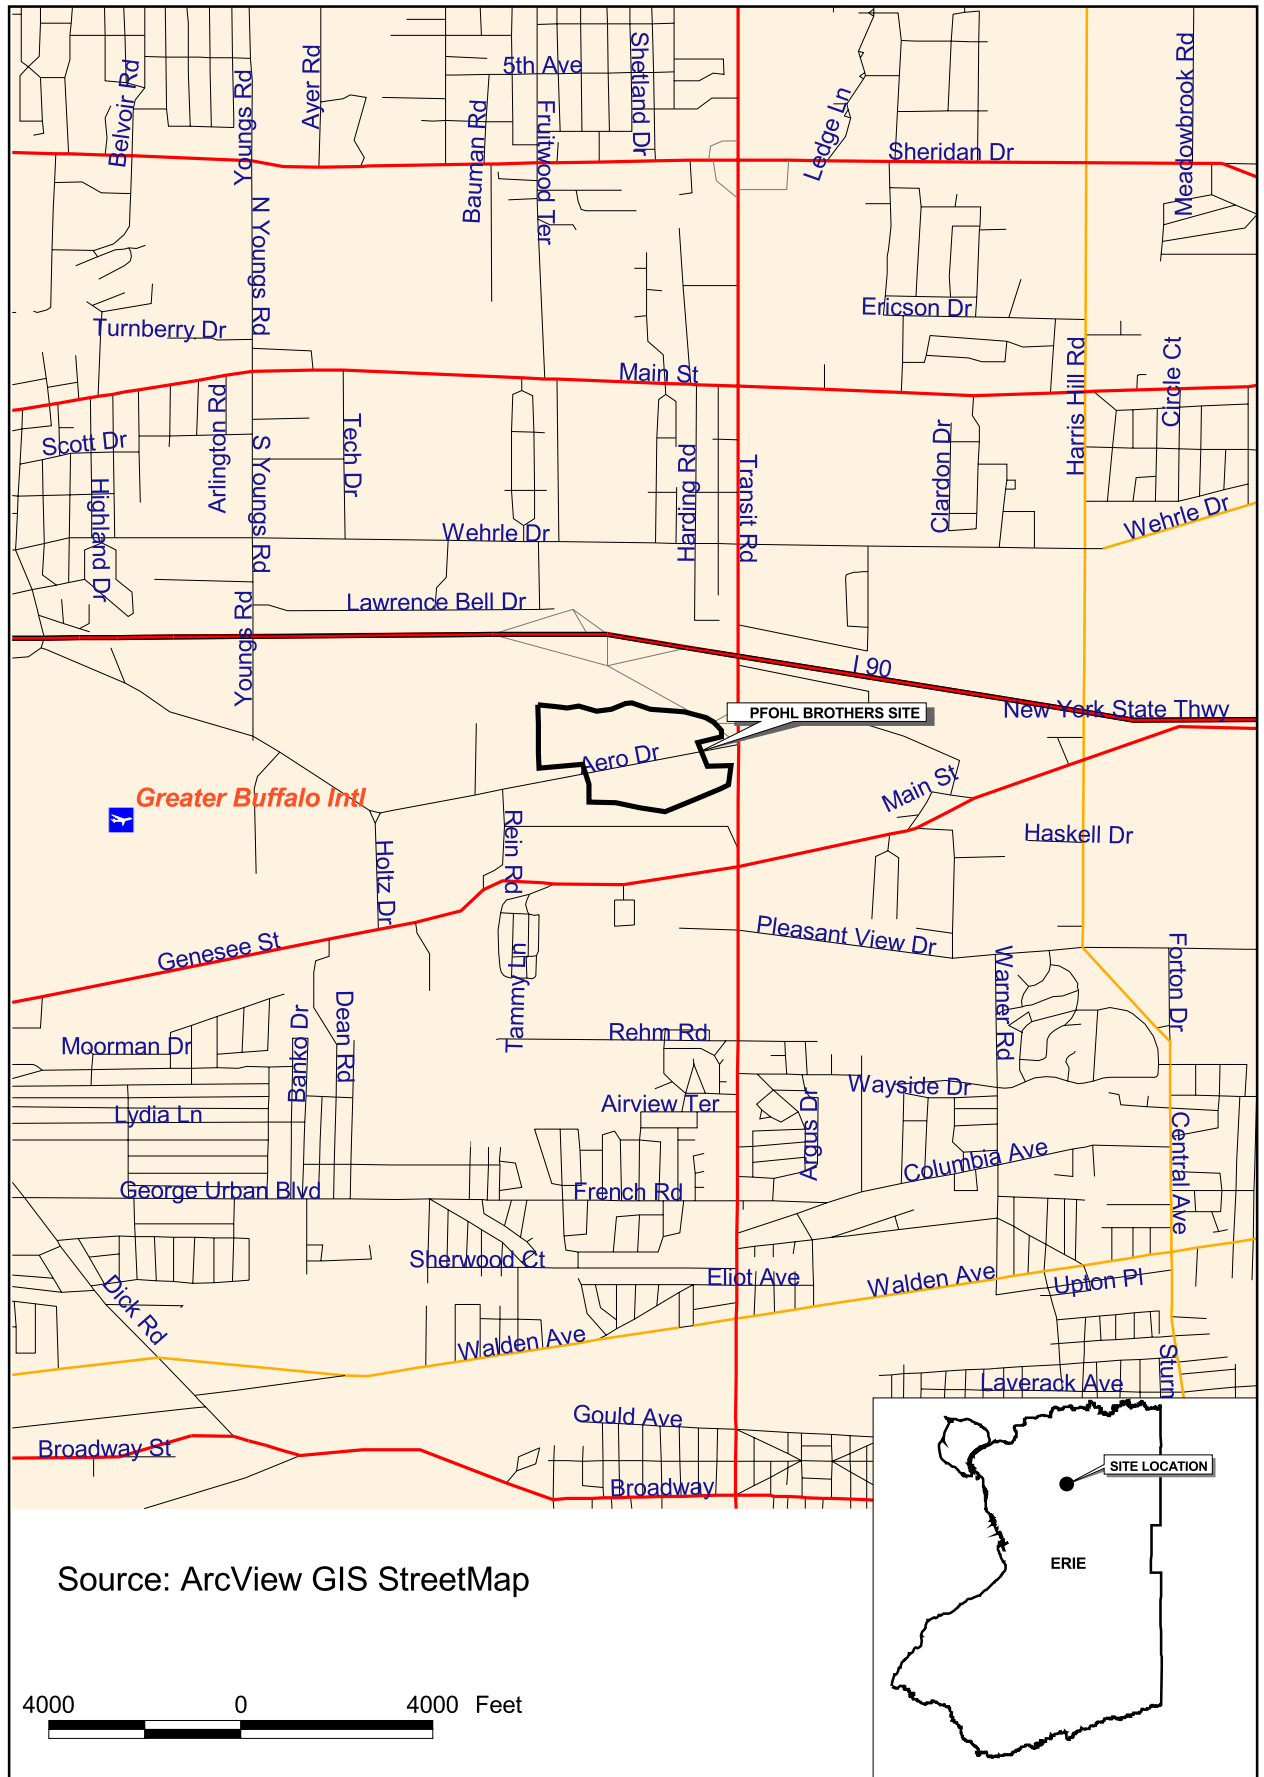 Belvoir Rd
Youngs Rd
Ayer Rd
Bauman Rd
5th Ave
Fruitwood Ter
Shetland Dr
Ledge Ln
Sheridan Dr
Meadowbrook Rd
N Youngs Rd
Turnberry Dr
Ericson Dr
Main St
Harris Hill Rd
Circle Ct
Scott Dr
Arlington Rd
S Youngs Rd
Tech Dr
Highland Dr
Harding Rd
Transit Rd
Clardon Dr
Wehrle Dr
Wehrle Dr
Lawrence Bell Dr
Youngs Rd
I 90
New York State Thwy
PFOHL BROTHERS SITE
Aero Dr
Greater Buffalo Intl
Main St
Rein Rd
Haskell Dr
Holtz Dr
Genesee St
Pleasant View Dr
Tammy Ln
Warner Rd
Forton Dr
Moorman Dr
Banko Dr
Dean Rd
Rehm Rd
Lydia Ln
Airview Ter
Argus Dr
Wayside Dr
Columbia Ave
Central Ave
George Urban Blvd
French Rd
Sherwood Ct
Eliot Ave
Walden Ave
Upton Pl
Dick Rd
Walden Ave
Sturm
Laverack Ave
Gould Ave
Broadway St
Broadway
SITE LOCATION
ERIE
Source: ArcView GIS StreetMap
4000 0 4000 Feet